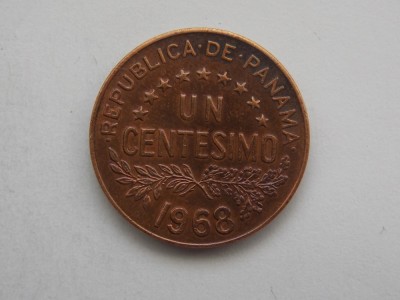 REPUBLICA·DE·PANAMA
UN
CENTESIMO
1968